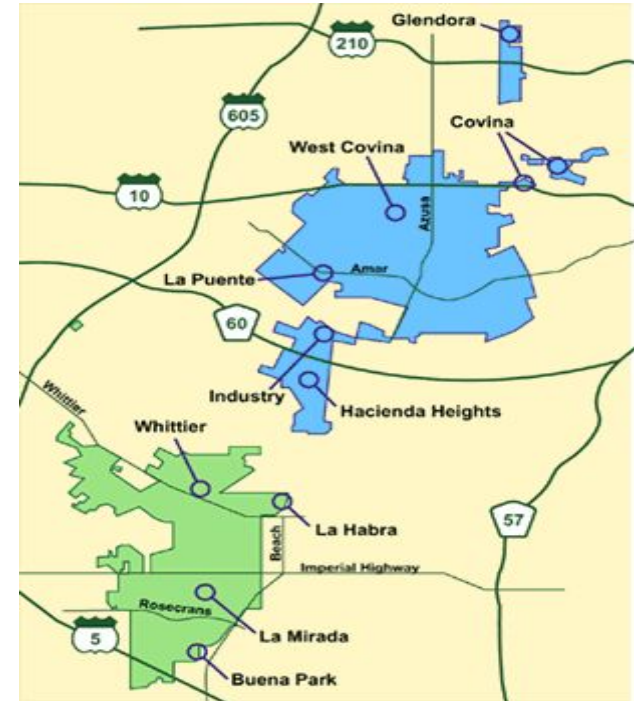 Glendora
210
605
Covina
West Covina
10
Azusa
La Puente
Amar
60
Industry
Hacienda Heights
Whittier
Whittier
La Habra
57
Beach
Imperial Highway
Rosecrans
La Mirada
5
Buena Park